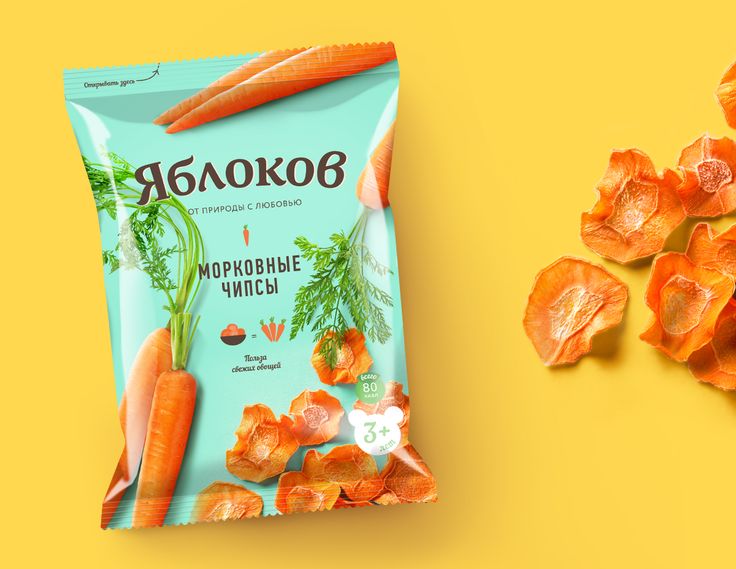 Открывать здесь
Яблоков
ОТ ПРИРОДЫ С ЛЮБОВЬЮ
МОРКОВНЫЕ
ЧИПСЫ
=
Польза
свежих овощей
всего
80
ккал
3+
лет